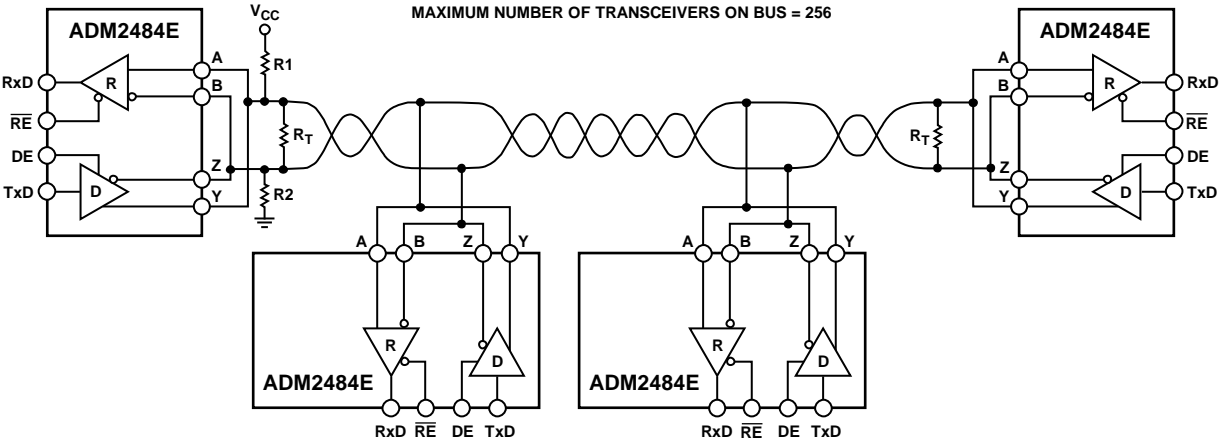 MAXIMUM NUMBER OF TRANSCEIVERS ON BUS = 256
ADM2484E
RxD
RE
DE
TxD
R
D
A
B
Z
Y
VCC
R1
RT
R2
ADM2484E
A
B
Z
Y
RT
R
D
RxD
RE
DE
TxD
A
B
Z
Y
R
D
ADM2484E
RxD RE DE TxD
A
B
Z
Y
R
D
ADM2484E
RxD RE DE TxD